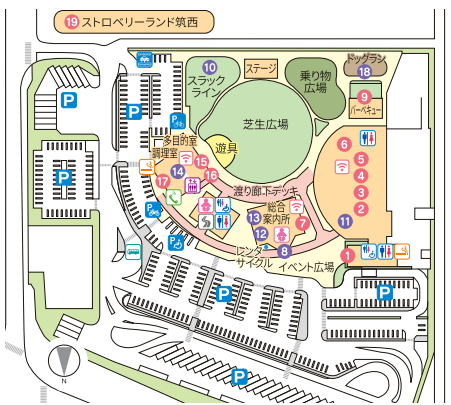 19 ストロベリーランド筑西
P
10
スラック
ライン
ステージ
乗り物
広場
ドッグラン
18
9
バーベキュー
P
P
芝生広場
6
5
4
3
2
11
多目的室
調理室
遊具
15
14
16
17
渡り廊下デッキ
総合
案内所
13
7
12
8
レンタ
サイクル
イベント広場
1
P
P
P
P
P
P
N